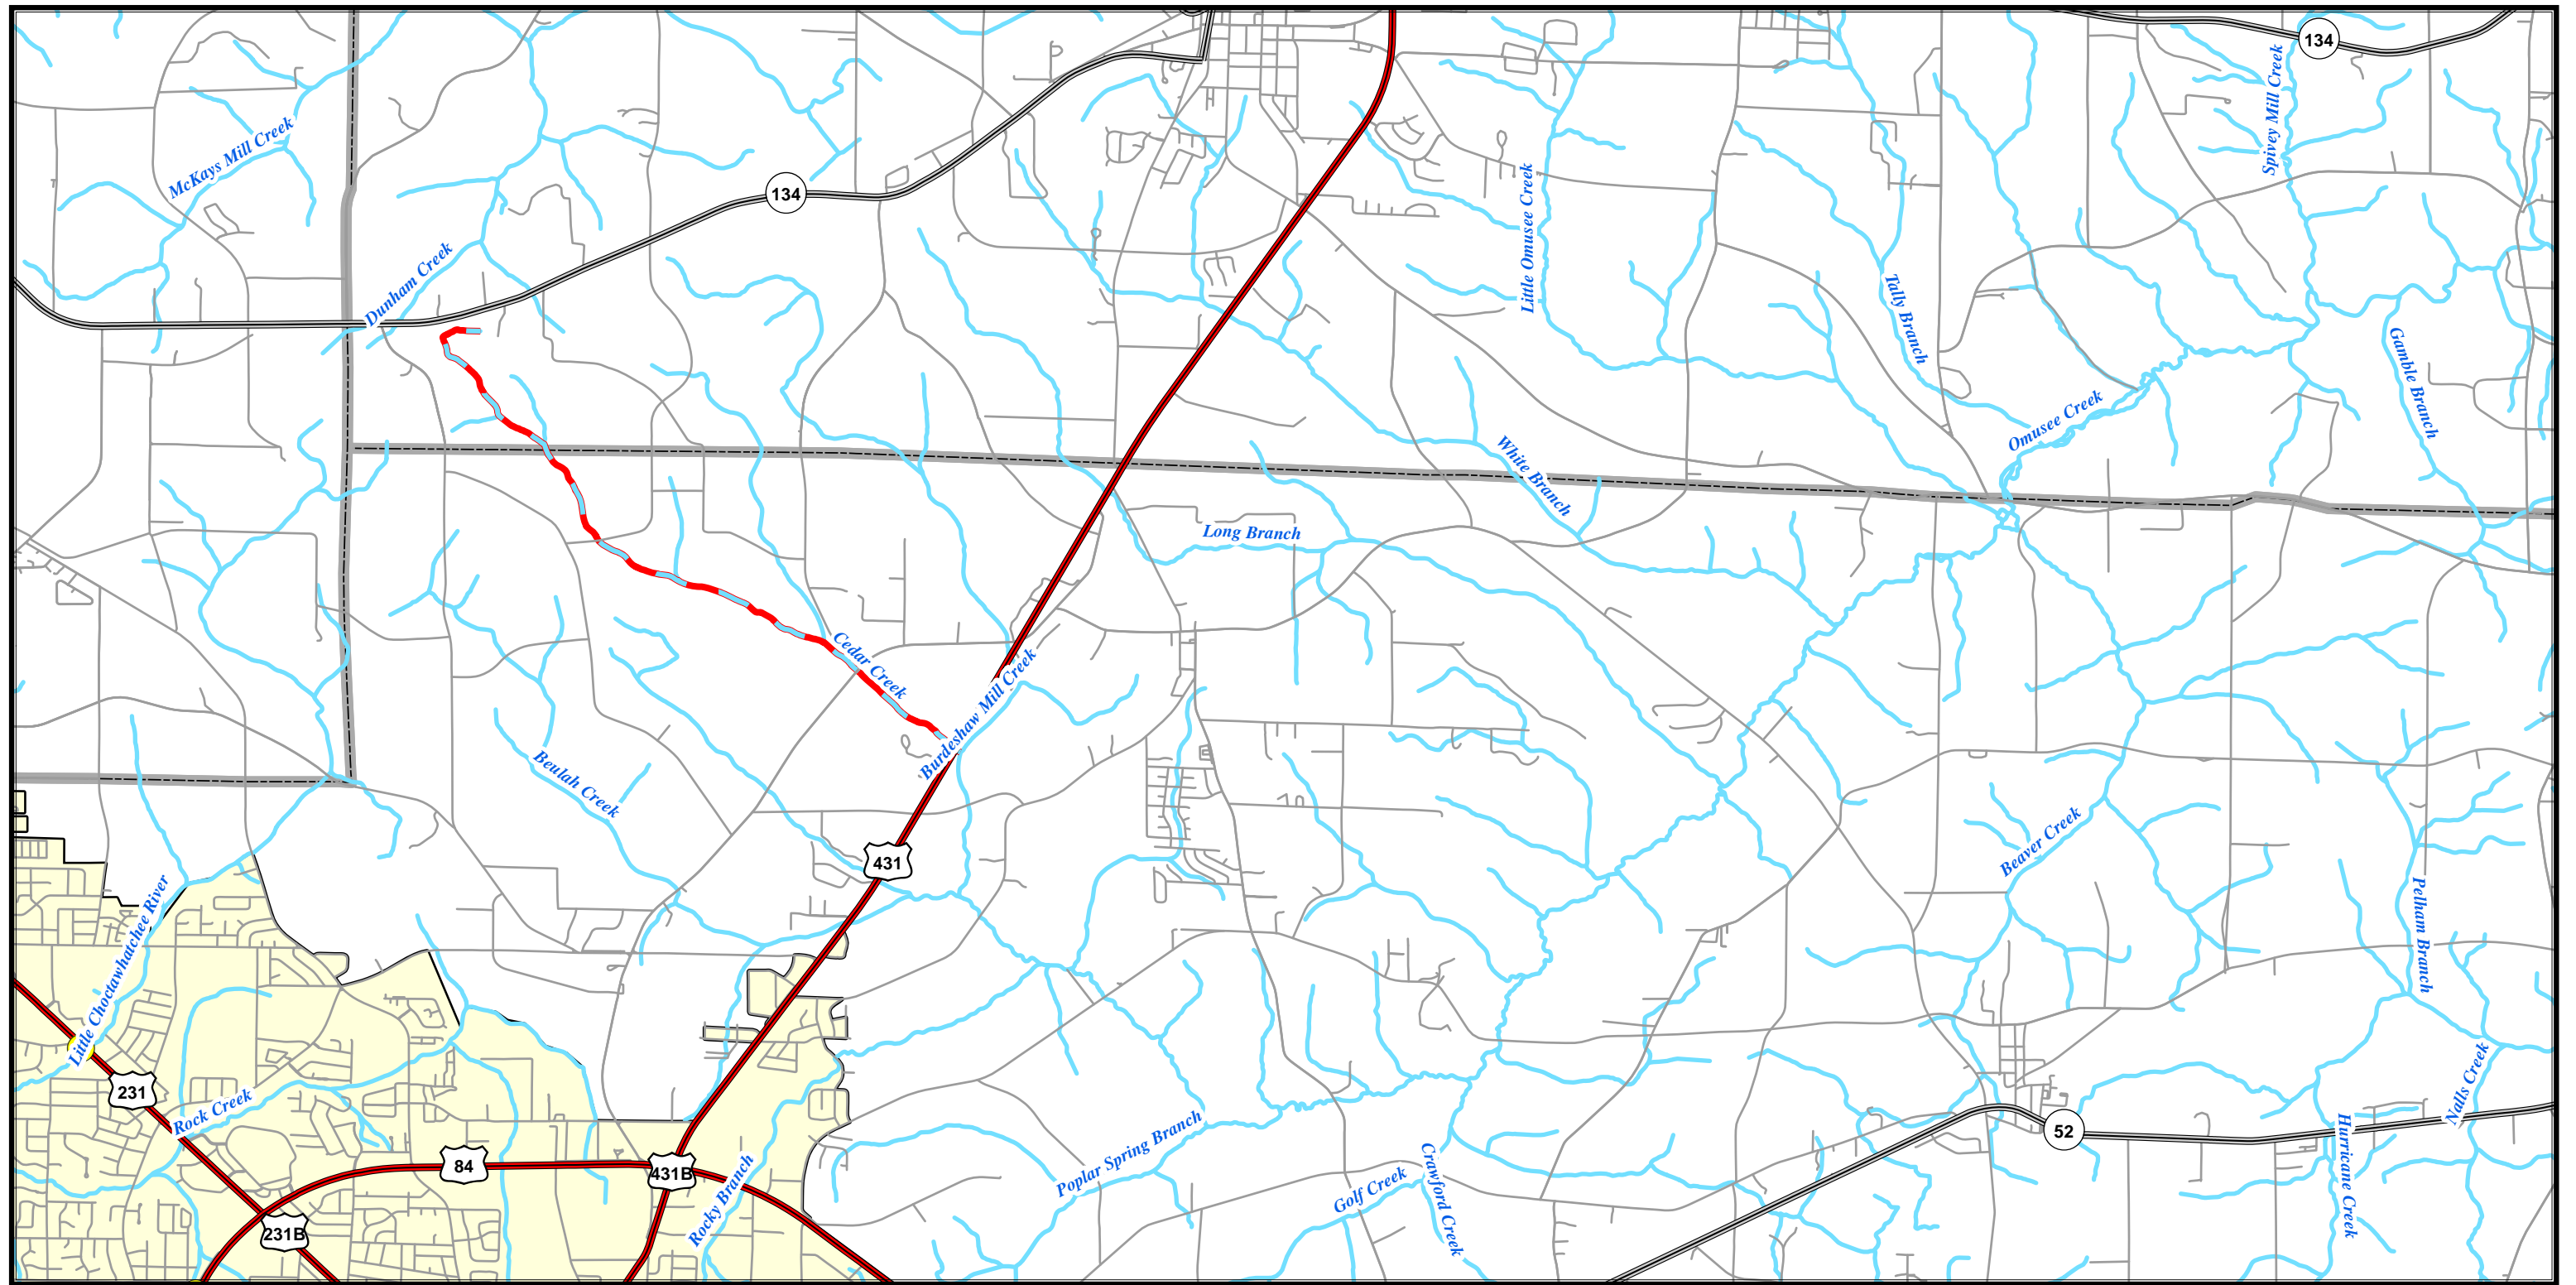 134
Spivey Mill Creek
McKays Mill Creek
134
Little Omusee Creek
Dunham Creek
Tally Branch
Gamble Branch
Omusee Creek
White Branch
Long Branch
Cedar Creek
Burdeshaw Mill Creek
Beulah Creek
431
Beaver Creek
Little Choctawhatchee River
Pelham Branch
231
Rock Creek
Nalls Creek
52
84
431B
Poplar Spring Branch
Hurricane Creek
Rocky Branch
Golf Creek
Crawford Creek
231B